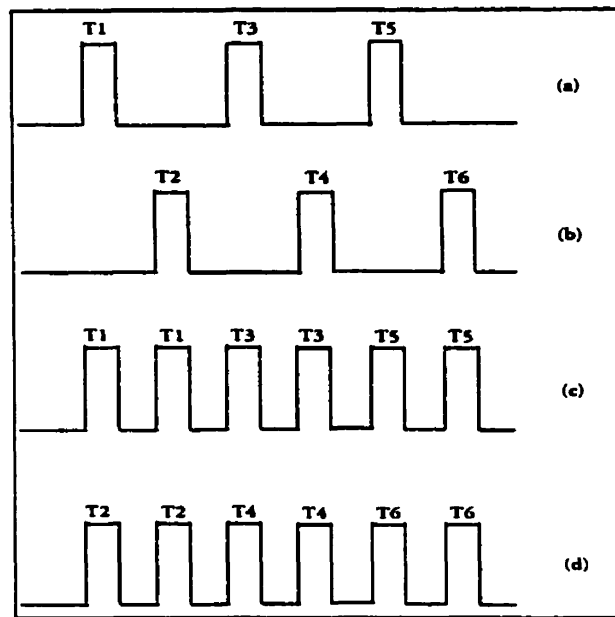 T1 T3 T5
(a)
T2 T4 T6
(b)
T1 T1 T3 T3 T5 T5
(c)
T2 T2 T4 T4 T6 T6
(d)